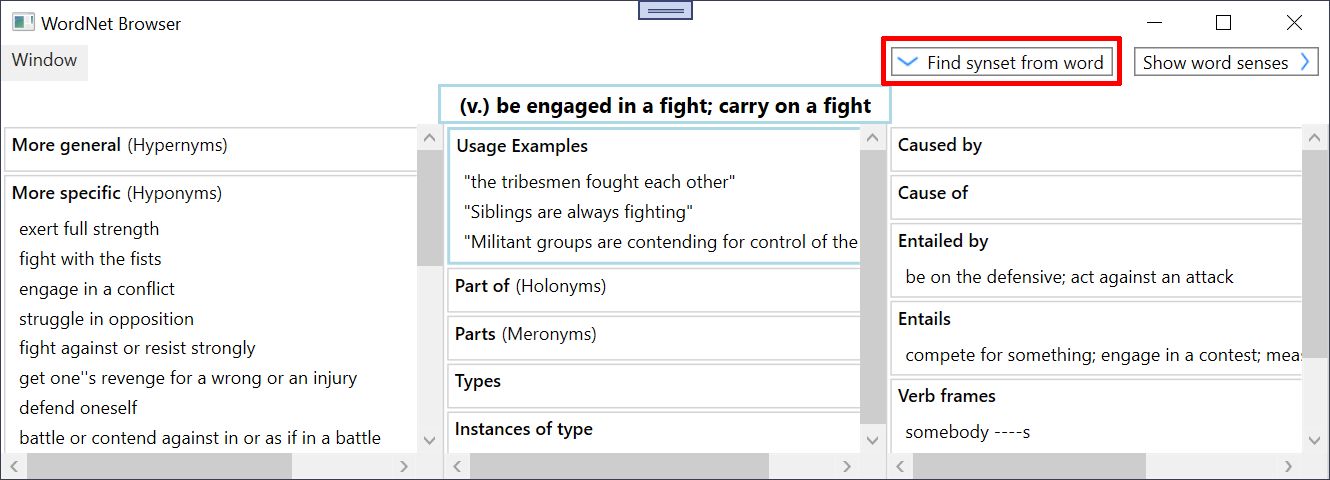 WordNet Browser
Window
Find synset from word
Show word senses
(v.) be engaged in a fight; carry on a fight
More general (Hypernyms)
More specific (Hyponyms)
exert full strength
fight with the fists
engage in a conflict
struggle in opposition
fight against or resist strongly
get one''s revenge for a wrong or an injury
defend oneself
battle or contend against in or as if in a battle
Usage Examples
"the tribesmen fought each other"
"Siblings are always fighting"
"Militant groups are contending for control of the
Part of (Holonyms)
Parts (Meronyms)
Types
Instances of type
Caused by
Cause of
Entailed by
be on the defensive; act against an attack
Entails
compete for something; engage in a contest; meas
Verb frames
somebody ----s